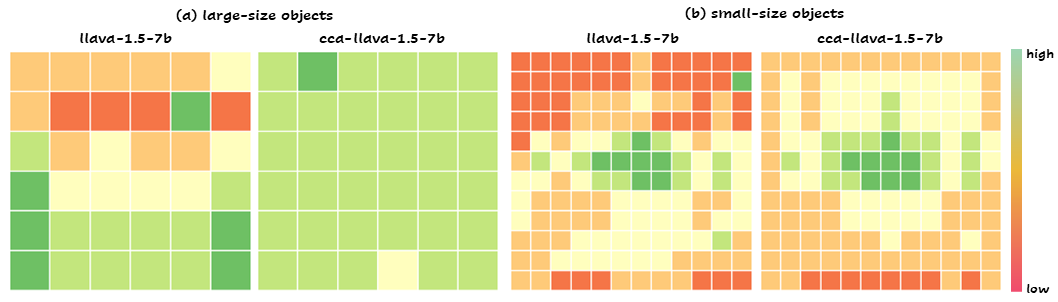 (a) large-size objects
llava-1.5-7b
cca-llava-1.5-7b
(b) small-size objects
llava-1.5-7b
cca-llava-1.5-7b
high
low